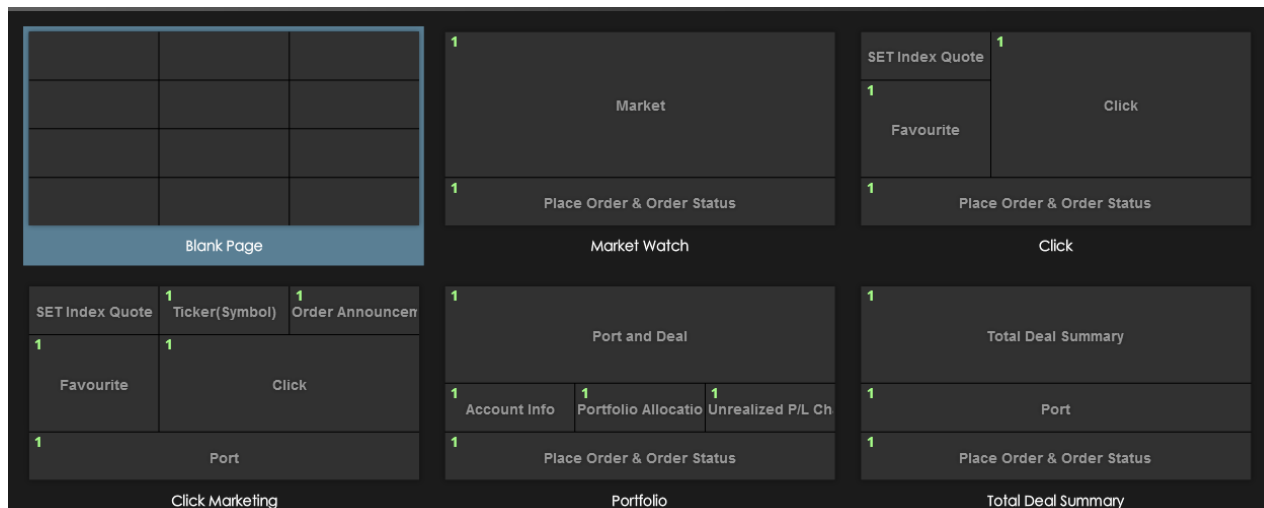 1
Market
1
Place Order & Order Status
SET Index Quote
1
Click
1
Favourite
1
Place Order & Order Status
Blank Page
Market Watch
Click
SET Index Quote
1
Ticker(Symbol)
1
Order Announcem
1
Favourite
1
Click
1
Port
1
Port and Deal
1
Account Info
1
Portfolio Allocatio
1
Unrealized P/L Ch
1
Place Order & Order Status
1
Total Deal Summary
1
Port
1
Place Order & Order Status
Click Marketing
Portfolio
Total Deal Summary